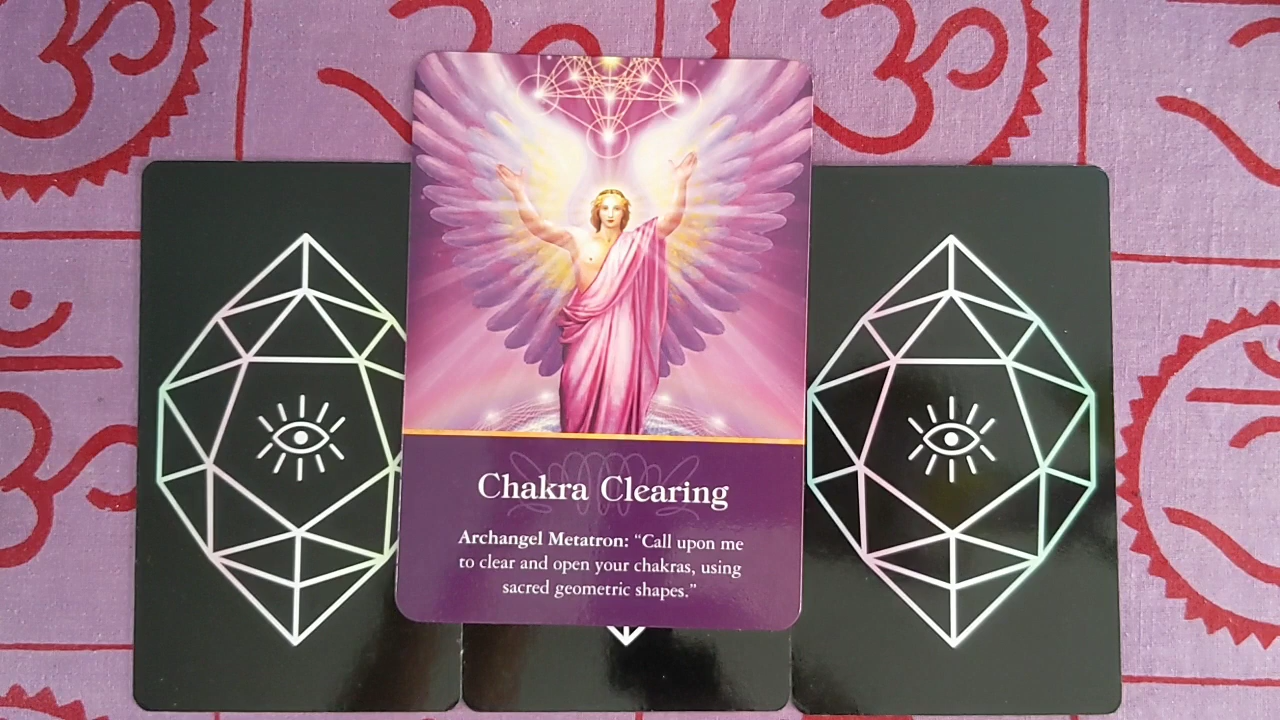 Chakra Clearing
Archangel Metatron: “Call upon me
to clear and open your chakras, using
sacred geometric shapes.”